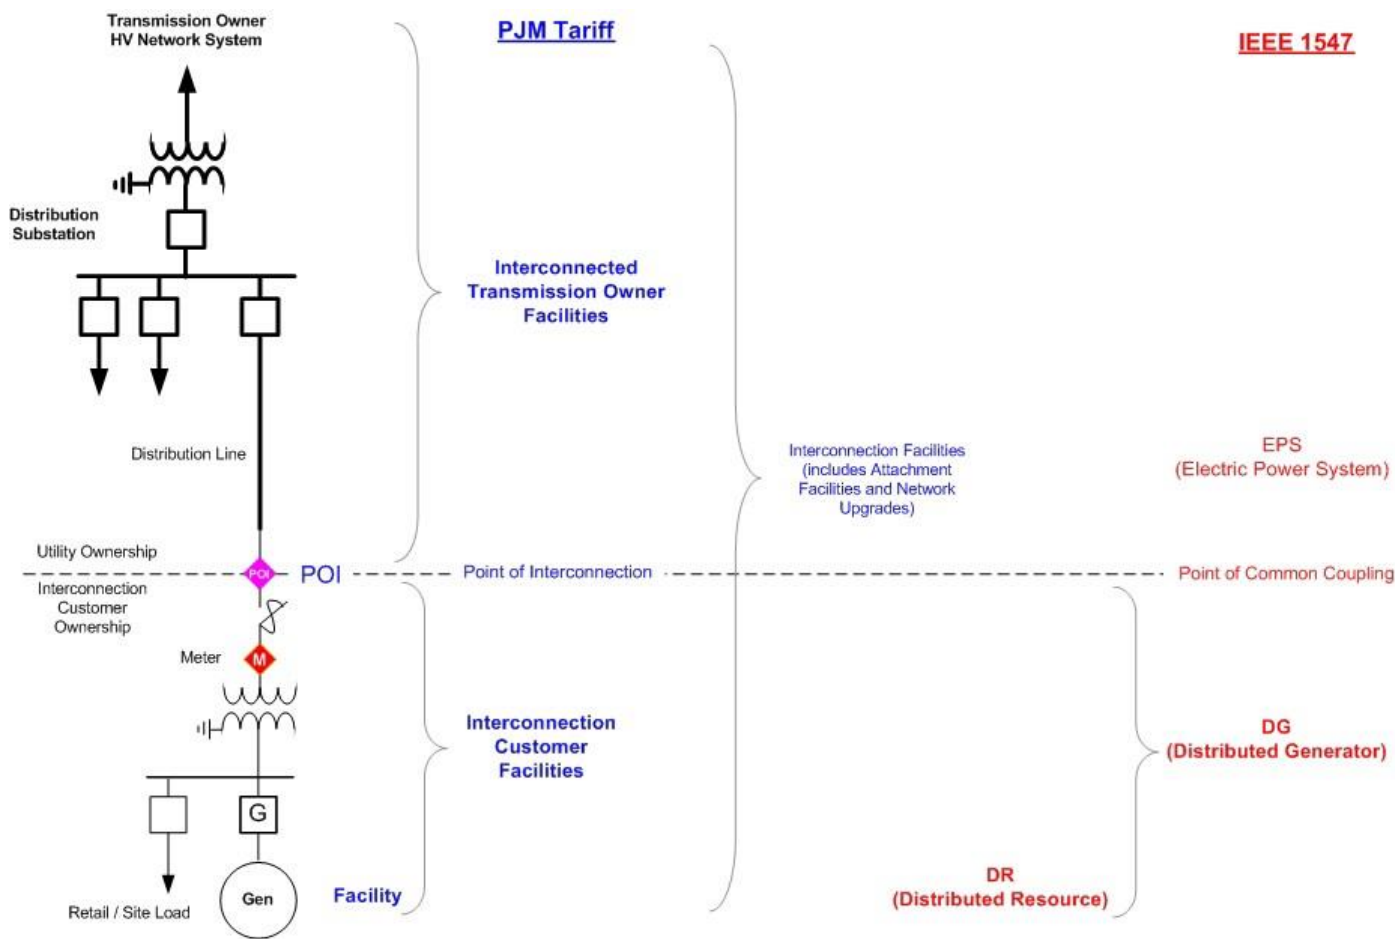 Transmission Owner
HV Network System
PJM Tariff
IEEE 1547
Distribution
Substation
Interconnected
Transmission Owner
Facilities
Distribution Line
Interconnection Facilities
(includes Attachment
Facilities and Network
Upgrades)
EPS
(Electric Power System)
Utility Ownership
POI
POI
Point of Interconnection
Point of Common Coupling
Interconnection
Customer
Ownership
Meter
M
Interconnection
Customer
Facilities
DG
(Distributed Generator)
G
Gen
Facility
DR
(Distributed Resource)
Retail / Site Load